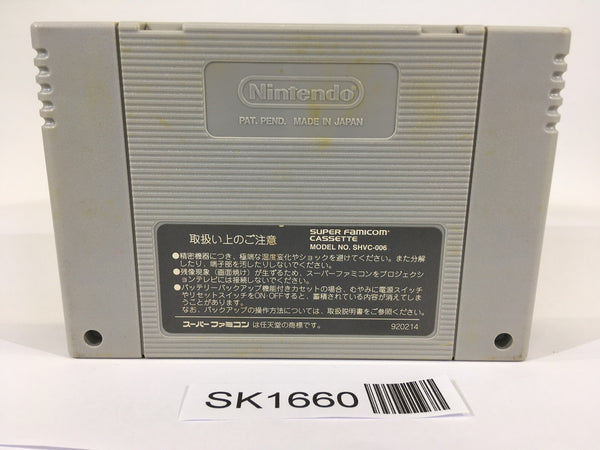 Nintendo
PAT. PEND. MADE IN JAPAN
取扱い上のご注意
SUPER FAMICOM
CASSETTE
MODEL NO. SHVC-006
●精密機器につき、極端な温度変化やショックを避けてください。また分解
したり、端子部を汚したりしないでください。
●残像現象（画面焼け）が生ずるため、スーパーファミコンをプロジェクシ
ョンテレビには接続しないでください。
●バッテリーバックアップ機能付きカセットの場合、むやみに電源スイッチ
やリセットスイッチをON-OFFすると、蓄積されている内容が消えてしま
うことがあります。
なお、バックアップの操作方法については、取扱説明書をご参照ください。
スーパーファミコン は任天堂の商標です。 920214
SK1660